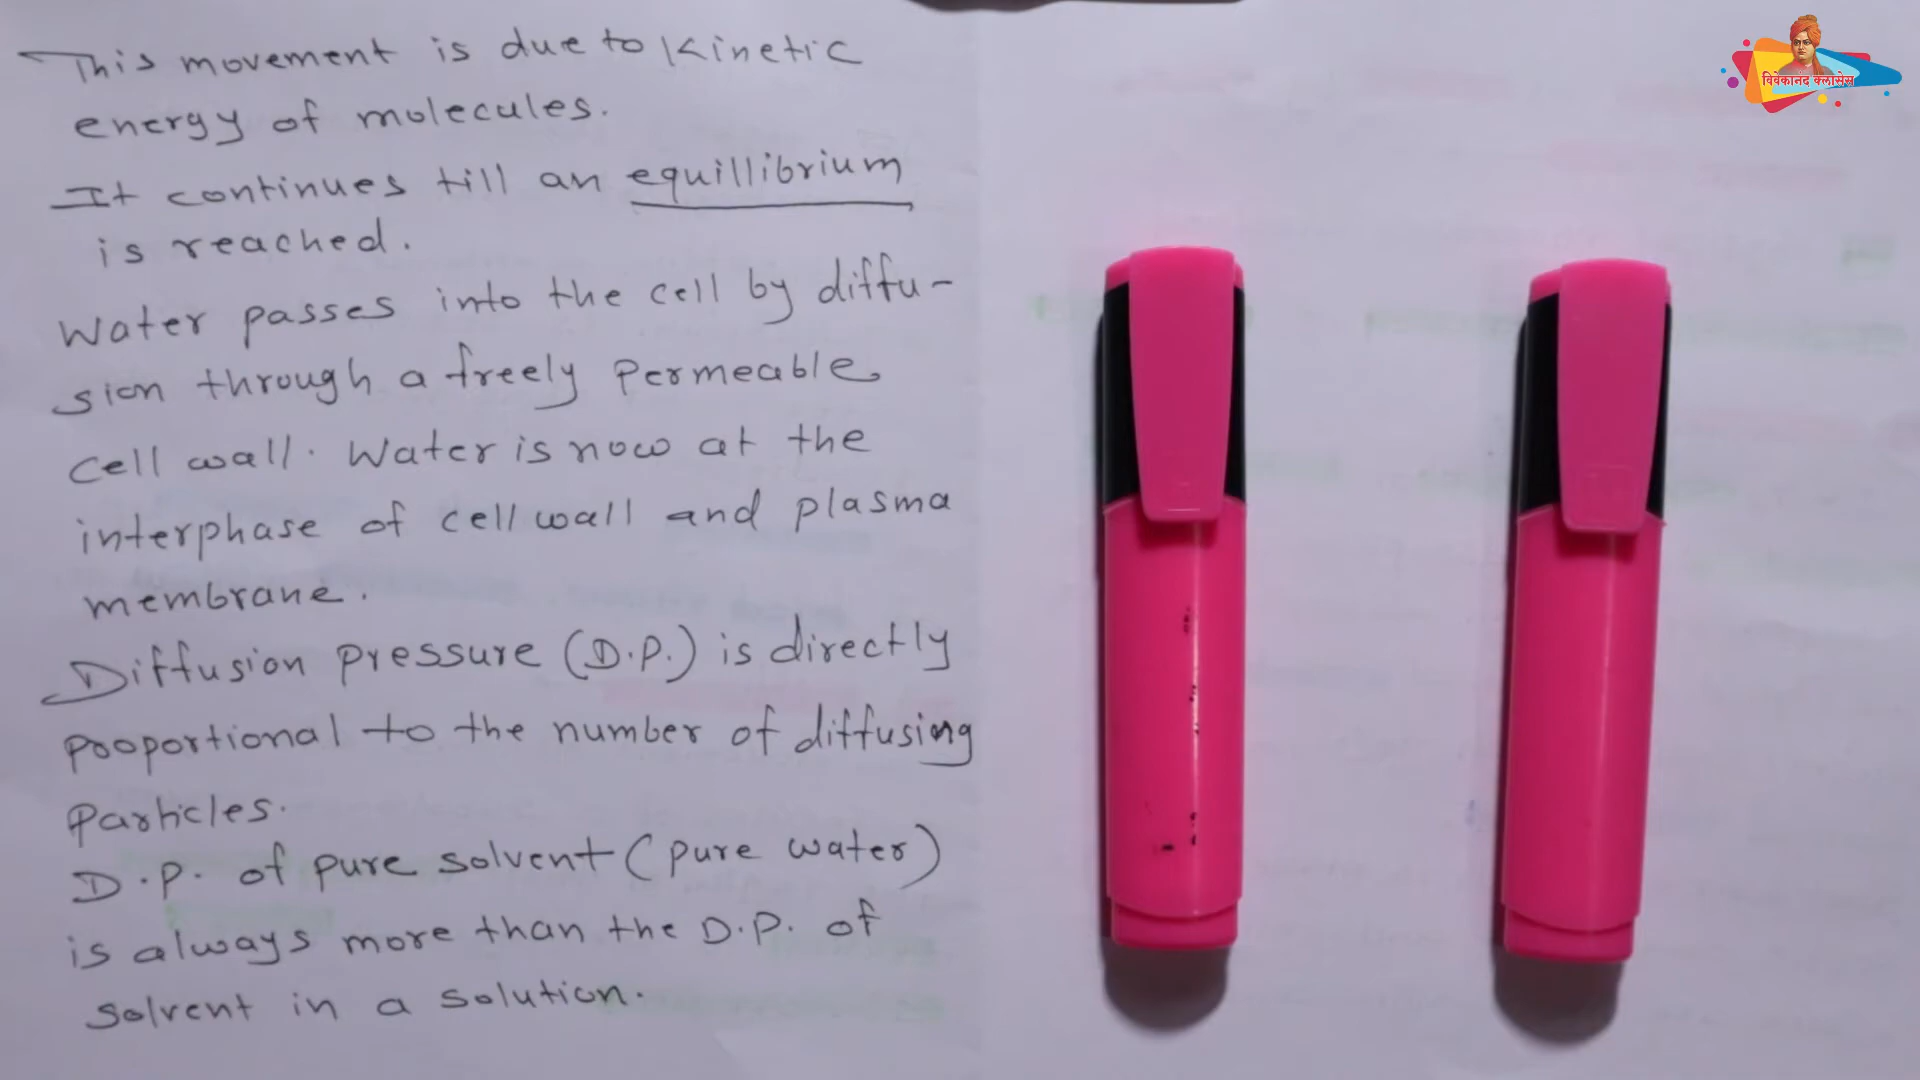 This movement is due to Kinetic
energy of molecules.
It continues till an equillibrium
is reached.
Water passes into the cell by diffu-
sion through a freely permeable
cell wall. Water is now at the
interphase of cell wall and plasma
membrane.
Diffusion pressure (D.P.) is directly
proportional to the number of diffusing
particles.
D.P. of pure solvent (pure water)
is always more than the D.P. of
solvent in a solution.
विवेकानंद क्लासेस